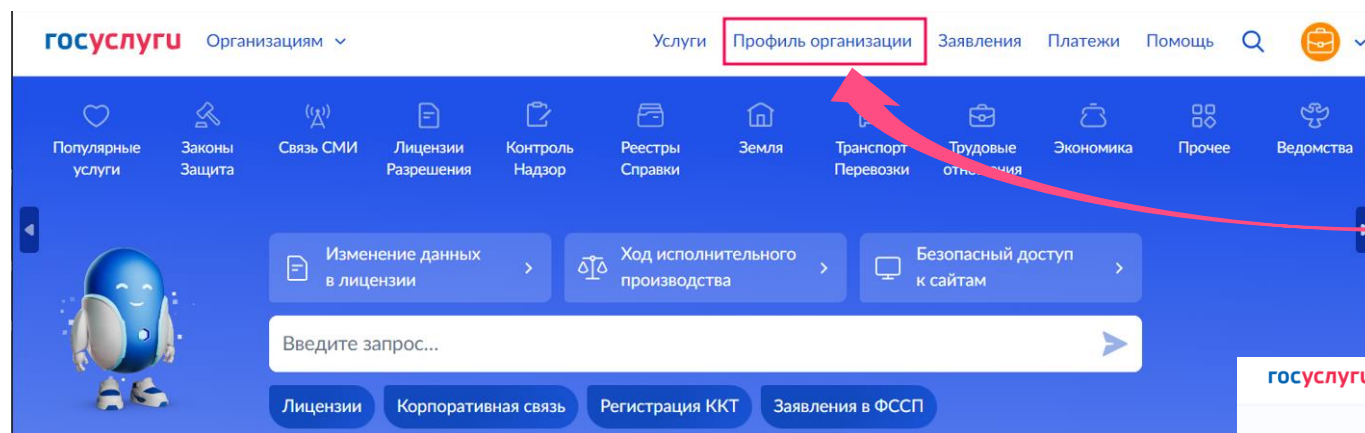 госуслуги Организациям Услуги Профиль организации Заявления Платежи Помощь
Популярные Законы Связь СМИ Лицензии Контроль Реестры Земля Транспорт Трудовые Экономика Прочее Ведомства
услуги Защита Разрешения Надзор Справки Перевозки отношения
Изменение данных Ход исполнительного Безопасный доступ
в лицензии производства к сайтам
Введите запрос...
госуслуги
Лицензии Корпоративная связь Регистрация ККТ Заявления в ФССП